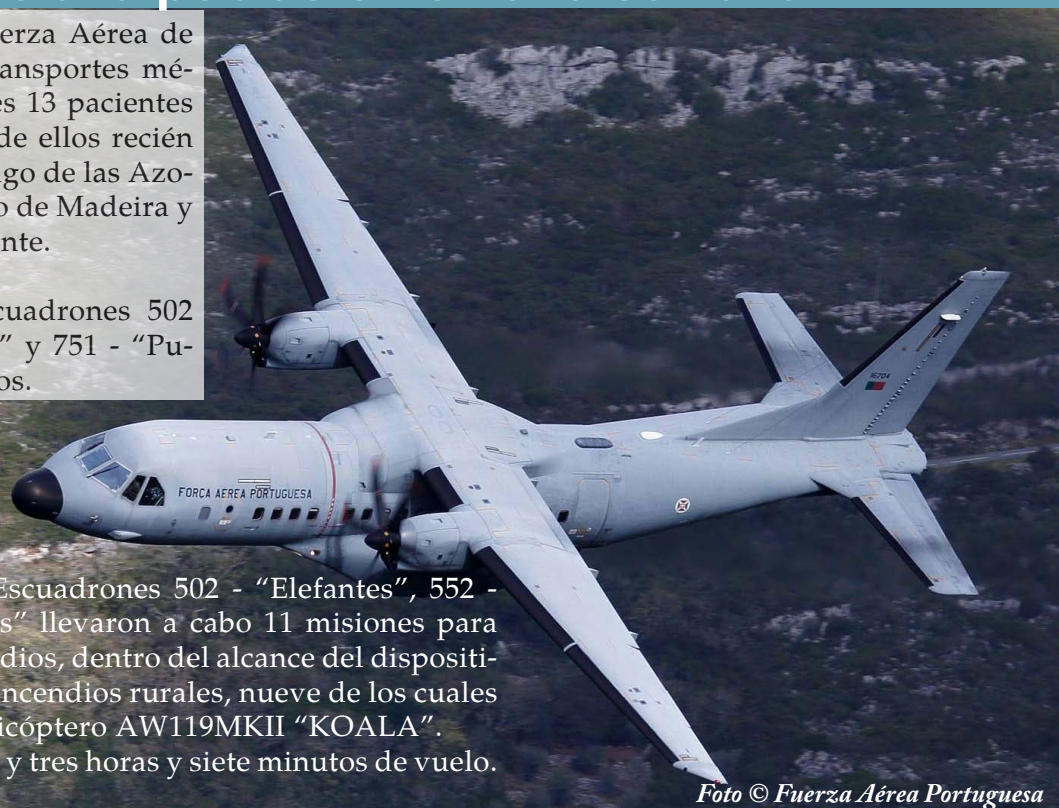 erza Aérea de
ansportes mé-
es 13 pacientes
de ellos recién
go de las Azo-
o de Madeira y
nte.
cuadrones 502
” y 751 - “Pu-
os.
16704
FORÇA AEREA PORTUGUESA
Escuadrones 502 - “Elefantes”, 552 -
s” llevaron a cabo 11 misiones para
dios, dentro del alcance del dispositi-
ncendios rurales, nueve de los cuales
icóptero AW119MKII “KOALA”.
y tres horas y siete minutos de vuelo.
Foto © Fuerza Aérea Portuguesa